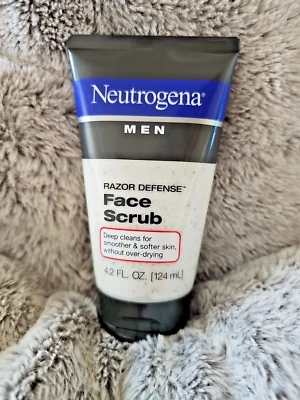 Neutrogena®
MEN
RAZOR DEFENSE™
Face
Scrub
Deep cleans for
smoother & softer skin,
without over-drying
4.2 FL. OZ. [124 mL]